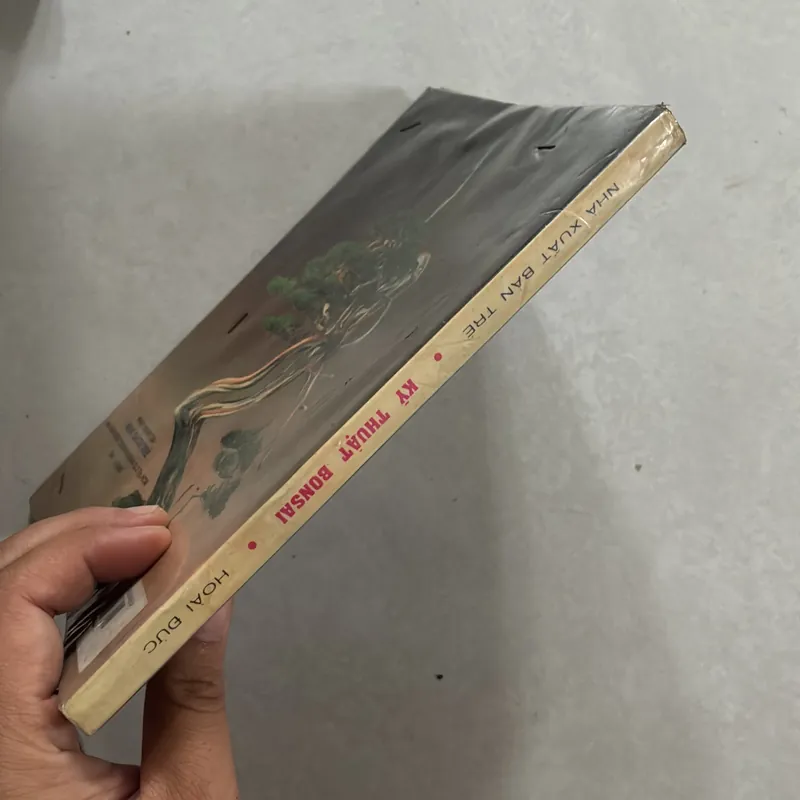 NHÀ XUẤT BẢN TRẺ • KỸ THUẬT BONSAI • HOÀI ĐỨC